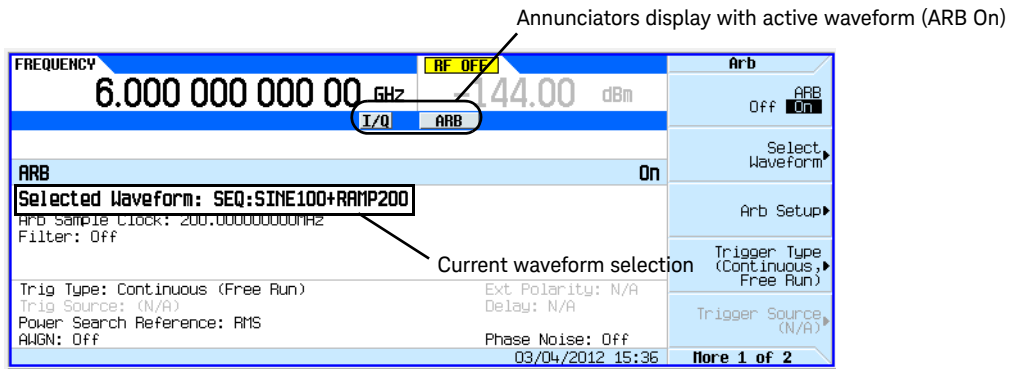 Annunciators display with active waveform (ARB On)
FREQUENCY
RF OFF
6.000 000 000 00 GHz
-144.00 dBm
I/Q ARB
ARB On
Selected Waveform: SEQ:SINE100+RAMP200
Arb Sample Clock: 200.000000000MHz
Filter: Off
Current waveform selection
Trig Type: Continuous (Free Run)
Ext Polarity: N/A
Trig Source: (N/A)
Delay: N/A
Power Search Reference: RMS
AWGN: Off
Phase Noise: Off
03/04/2012 15:36
Arb
ARB
Off On
Select
Waveform
Arb Setup
Trigger Type
(Continuous,
Free Run)
Trigger Source
(N/A)
More 1 of 2